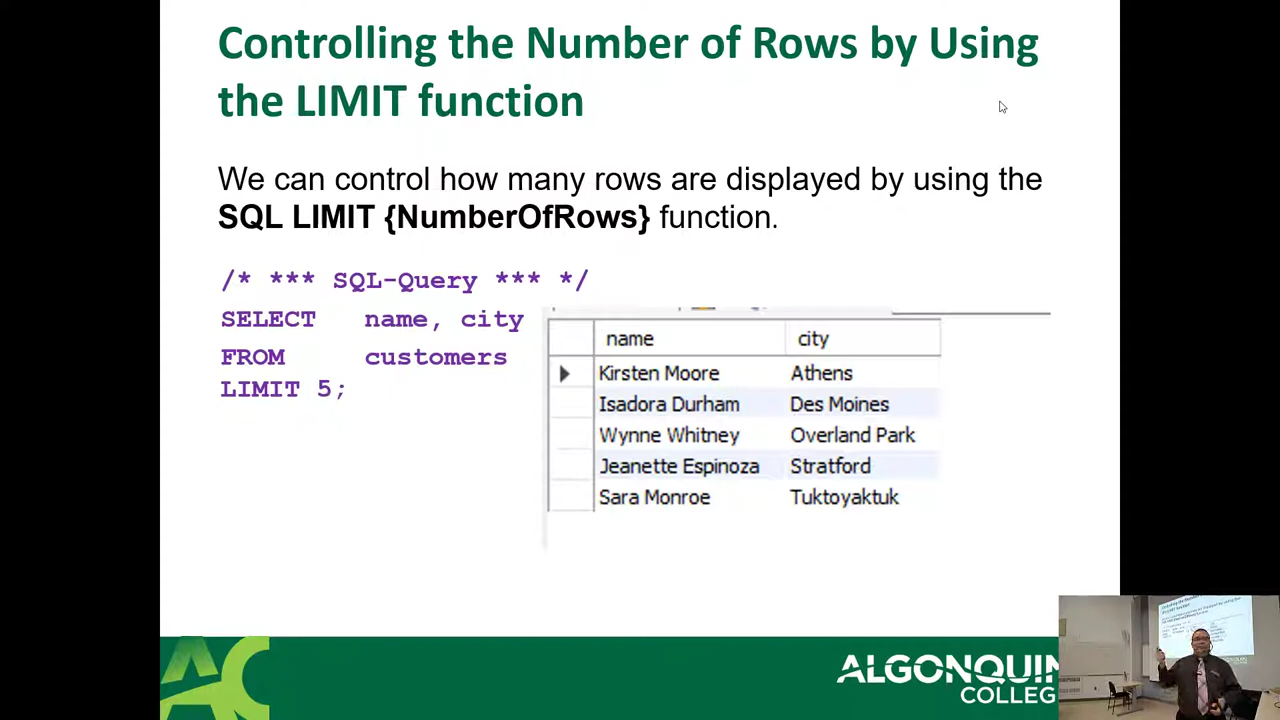 Controlling the Number of Rows by Using
the LIMIT function
We can control how many rows are displayed by using the
SQL LIMIT {NumberOfRows} function.
/* *** SQL-Query *** */
SELECT name, city
FROM customers
LIMIT 5;
name city
Kirsten Moore Athens
Isadora Durham Des Moines
Wynne Whitney Overland Park
Jeanette Espinoza Stratford
Sara Monroe Tuktoyaktuk
AC
ALGONQUIN
COLLEG